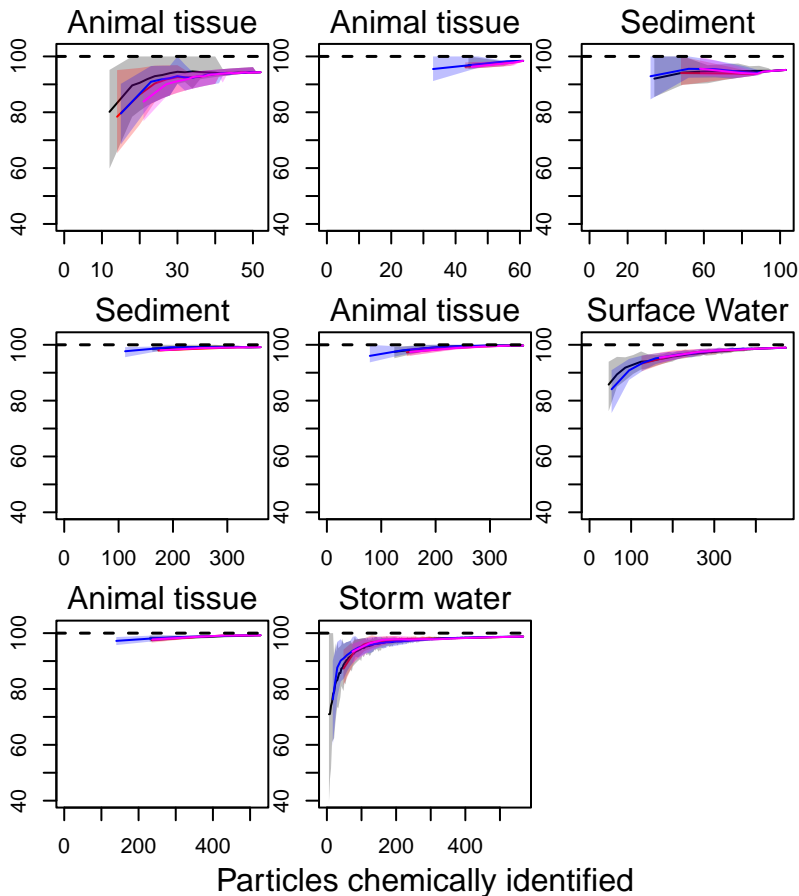 Animal tissue Animal tissue Sediment
40 60 80 100 40 60 80 100 40 60 80 100
0 10 30 50 0 20 40 60 0 20 60 100
Sediment Animal tissue Surface Water
40 60 80 100 40 60 80 100 40 60 80 100
0 100 200 300 0 100 200 300 0 100 300
Animal tissue Storm water
40 60 80 100 40 60 80 100
0 200 400 0 200 400
Particles chemically identified